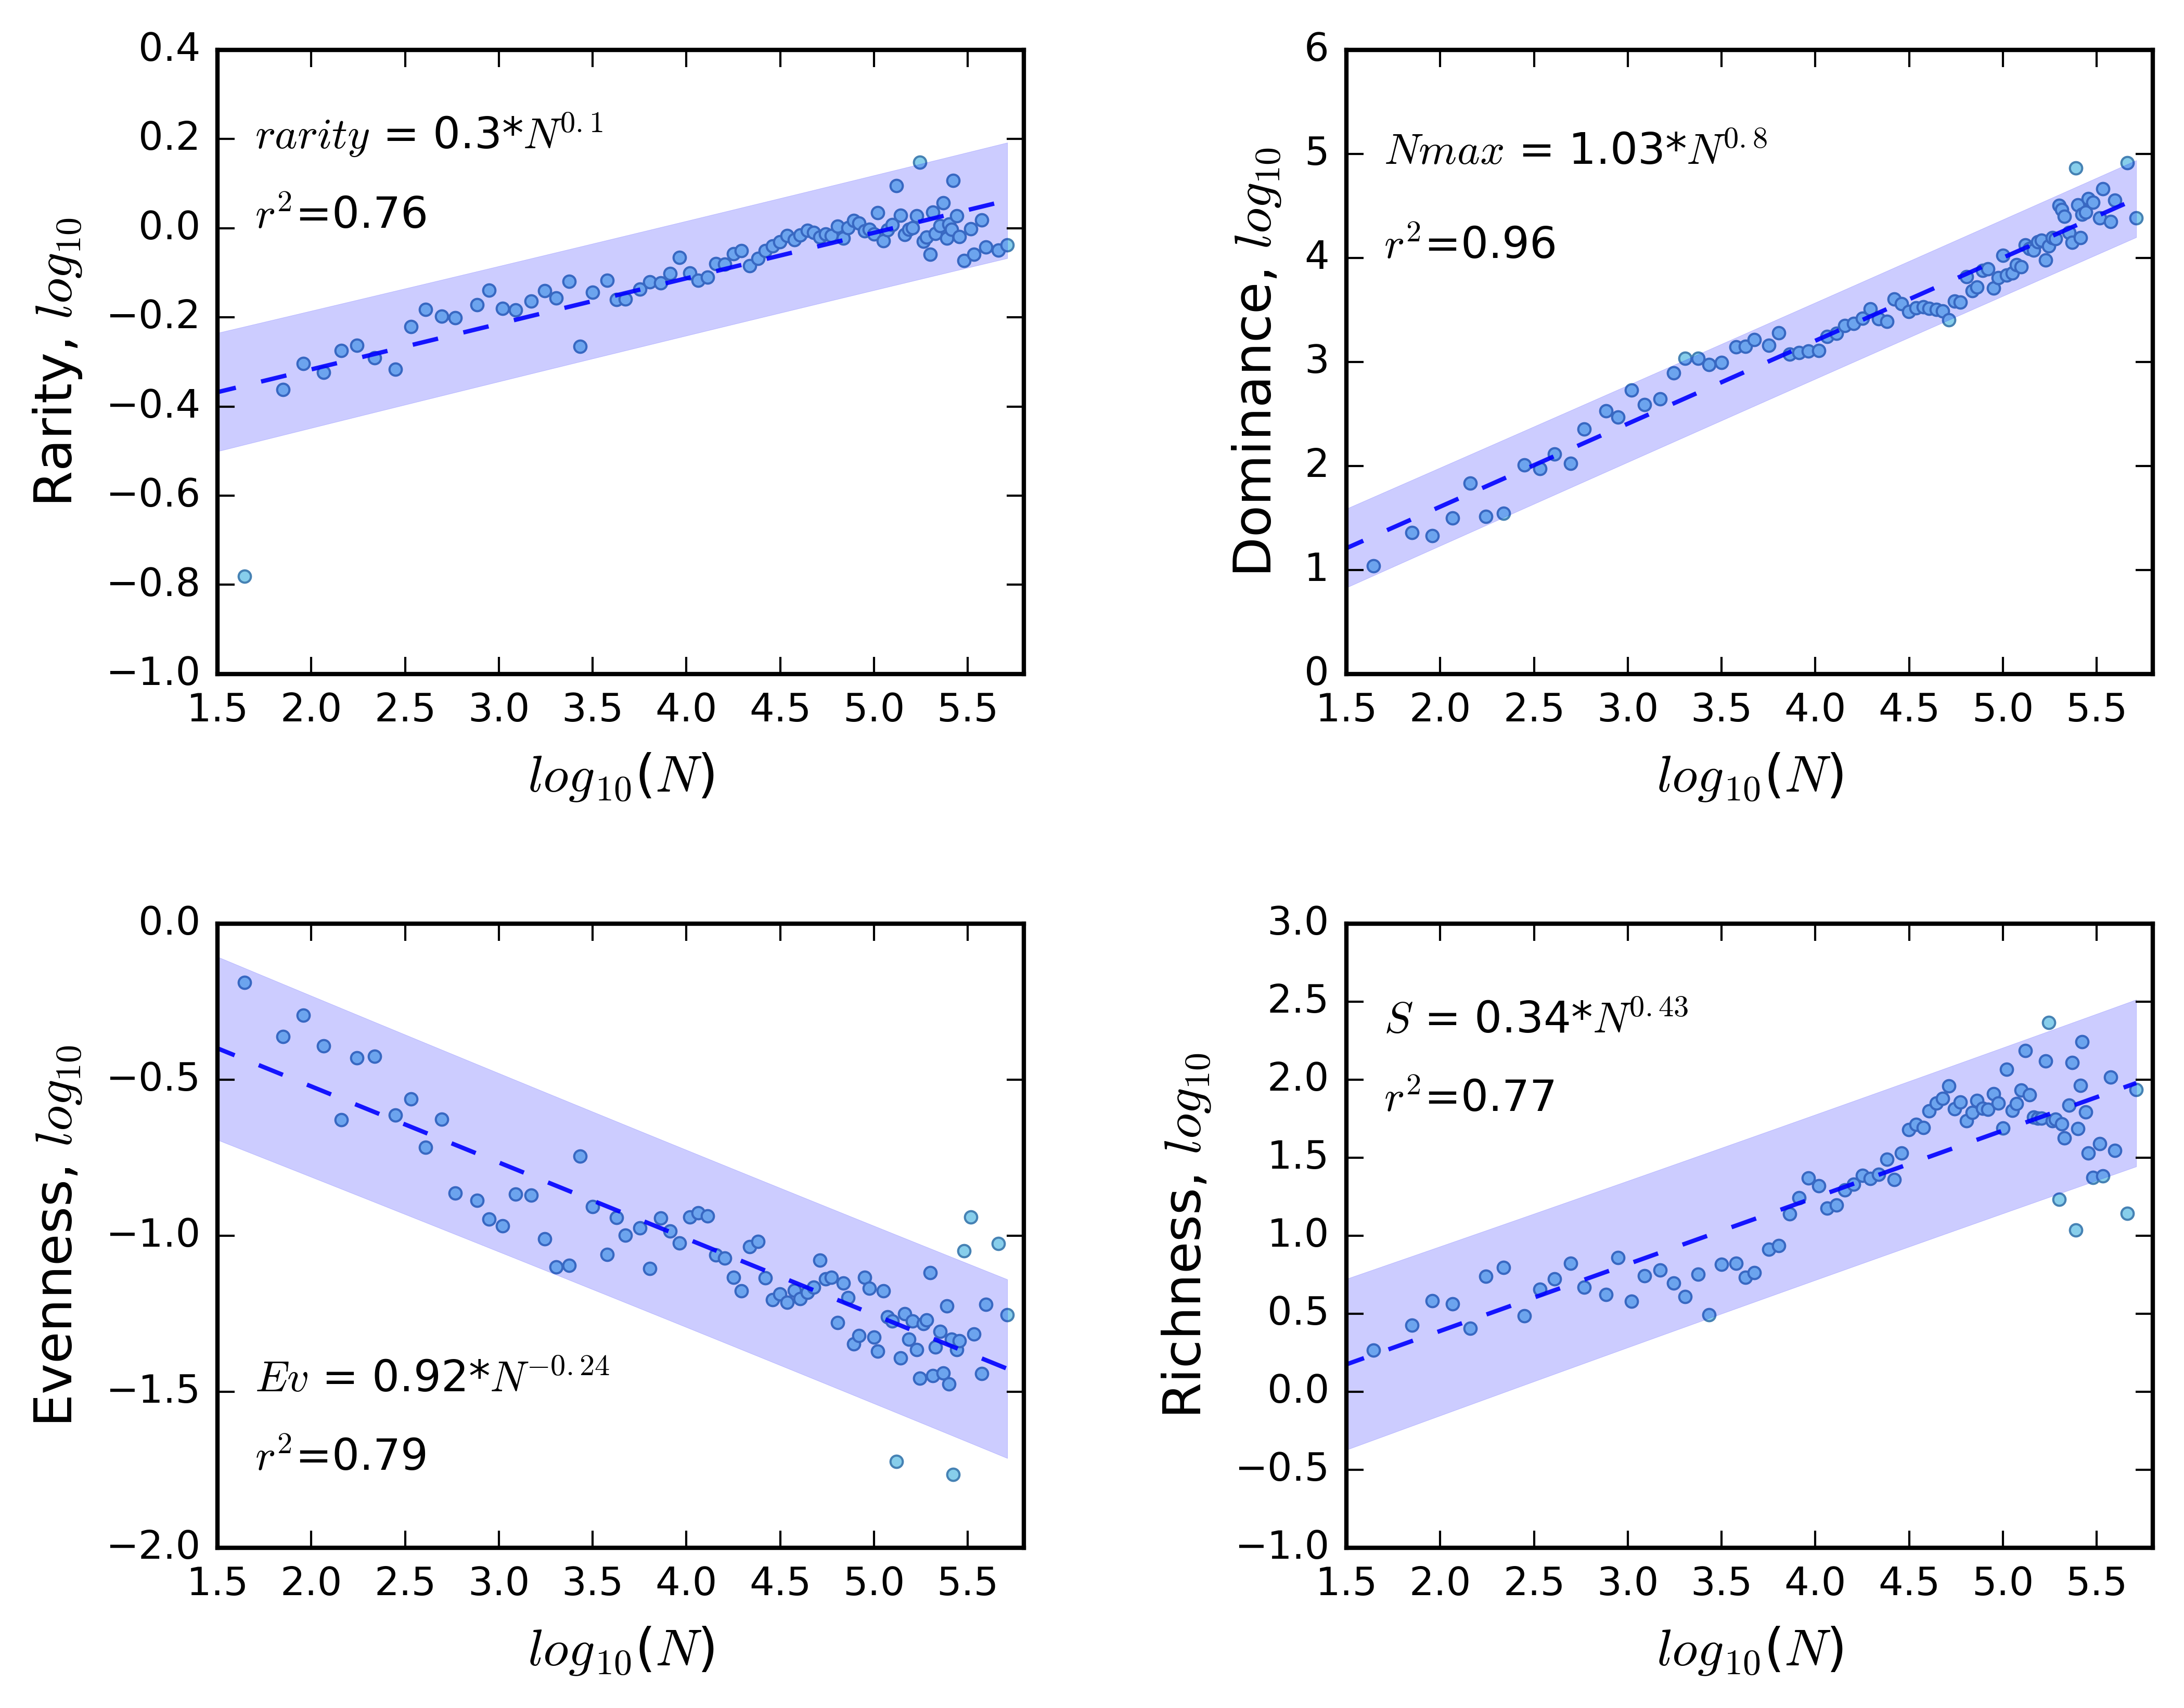 0.4
0.2
0.0
−0.2
−0.4
−0.6
−0.8
−1.0
1.5 2.0 2.5 3.0 3.5 4.0 4.5 5.0 5.5
Rarity, log10
log10(N)
rarity = 0.3*N^0.1
r^2=0.76
6
5
4
3
2
1
0
1.5 2.0 2.5 3.0 3.5 4.0 4.5 5.0 5.5
Dominance, log10
log10(N)
Nmax = 1.03*N^0.8
r^2=0.96
0.0
−0.5
−1.0
−1.5
−2.0
1.5 2.0 2.5 3.0 3.5 4.0 4.5 5.0 5.5
Evenness, log10
log10(N)
Ev = 0.92*N^−0.24
r^2=0.79
3.0
2.5
2.0
1.5
1.0
0.5
0.0
−0.5
−1.0
1.5 2.0 2.5 3.0 3.5 4.0 4.5 5.0 5.5
Richness, log10
log10(N)
S = 0.34*N^0.43
r^2=0.77